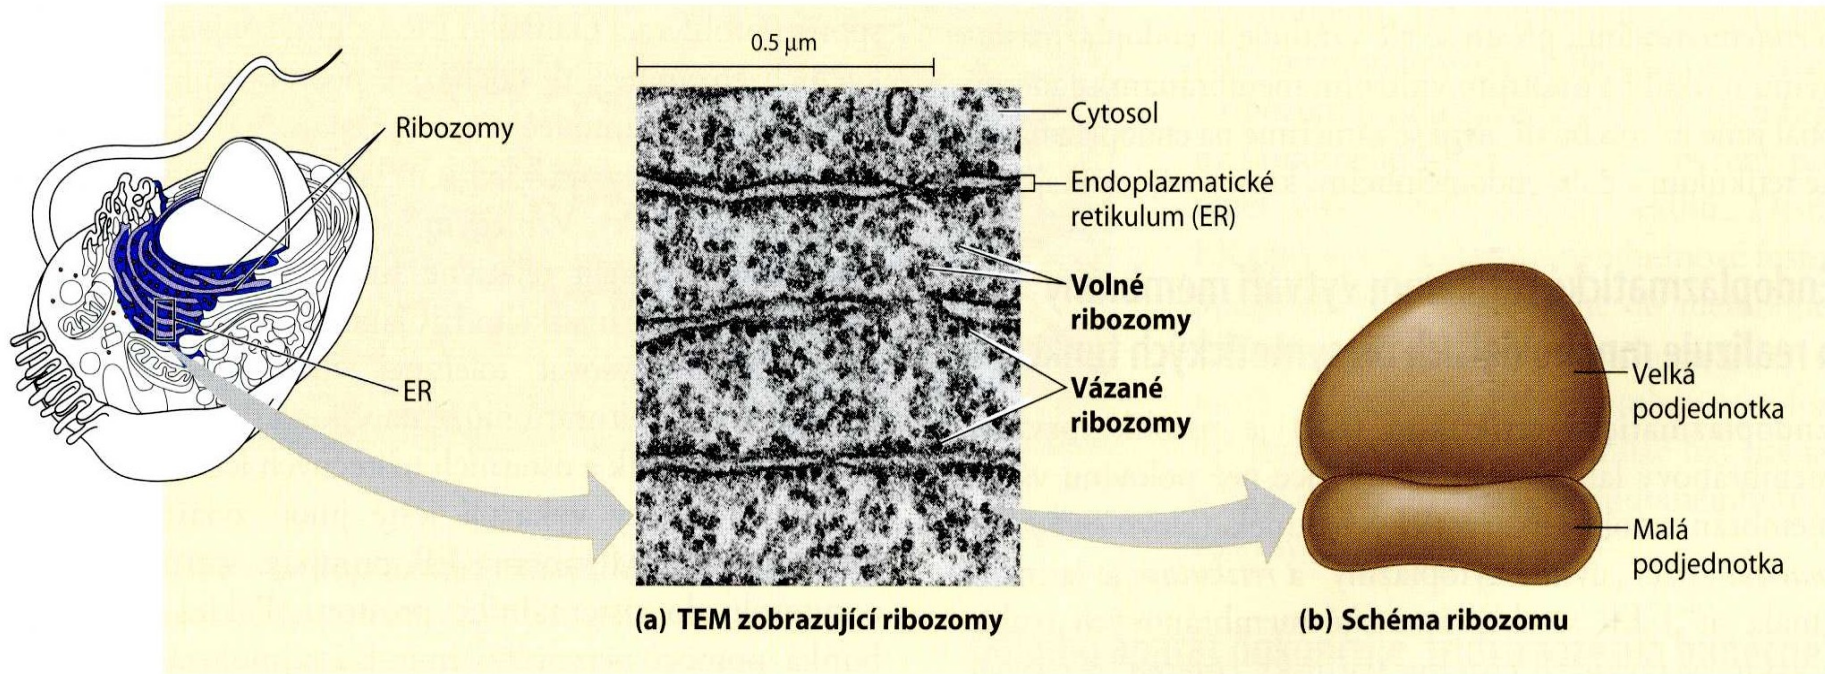 0.5 µm
Ribozomy
Cytosol
Endoplazmatické
retikulum (ER)
Volné
ribozomy
Vázané
ribozomy
ER
Velká
podjednotka
Malá
podjednotka
(a) TEM zobrazující ribozomy
(b) Schéma ribozomu